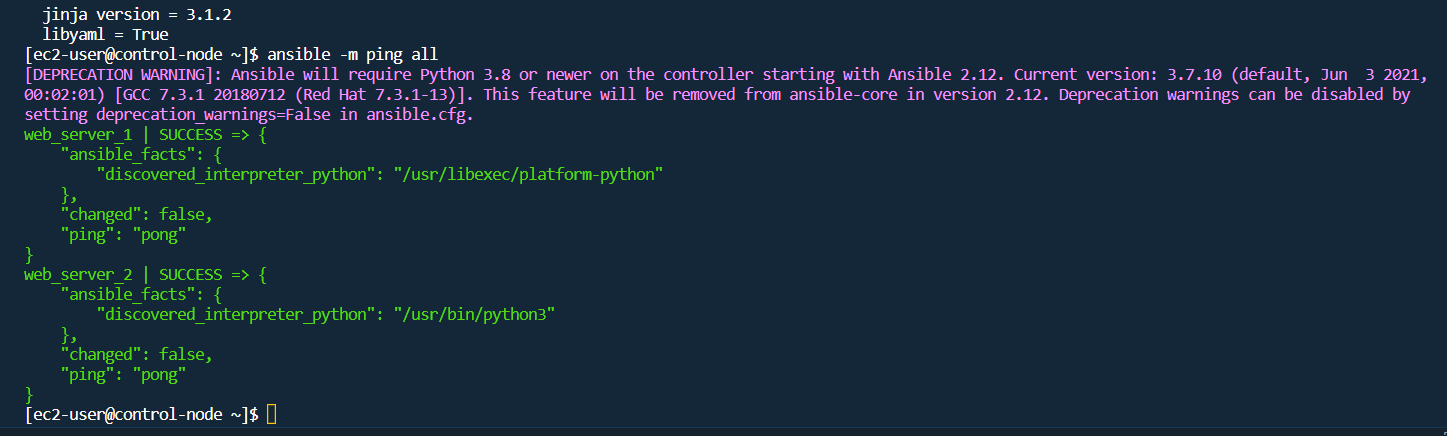 jinja version = 3.1.2
libyaml = True
[ec2-user@control-node ~]$ ansible -m ping all
[DEPRECATION WARNING]: Ansible will require Python 3.8 or newer on the controller starting with Ansible 2.12. Current version: 3.7.10 (default, Jun  3 2021,
00:02:01) [GCC 7.3.1 20180712 (Red Hat 7.3.1-13)]. This feature will be removed from ansible-core in version 2.12. Deprecation warnings can be disabled by
setting deprecation_warnings=False in ansible.cfg.
web_server_1 | SUCCESS => {
    "ansible_facts": {
        "discovered_interpreter_python": "/usr/libexec/platform-python"
    },
    "changed": false,
    "ping": "pong"
}
web_server_2 | SUCCESS => {
    "ansible_facts": {
        "discovered_interpreter_python": "/usr/bin/python3"
    },
    "changed": false,
    "ping": "pong"
}
[ec2-user@control-node ~]$